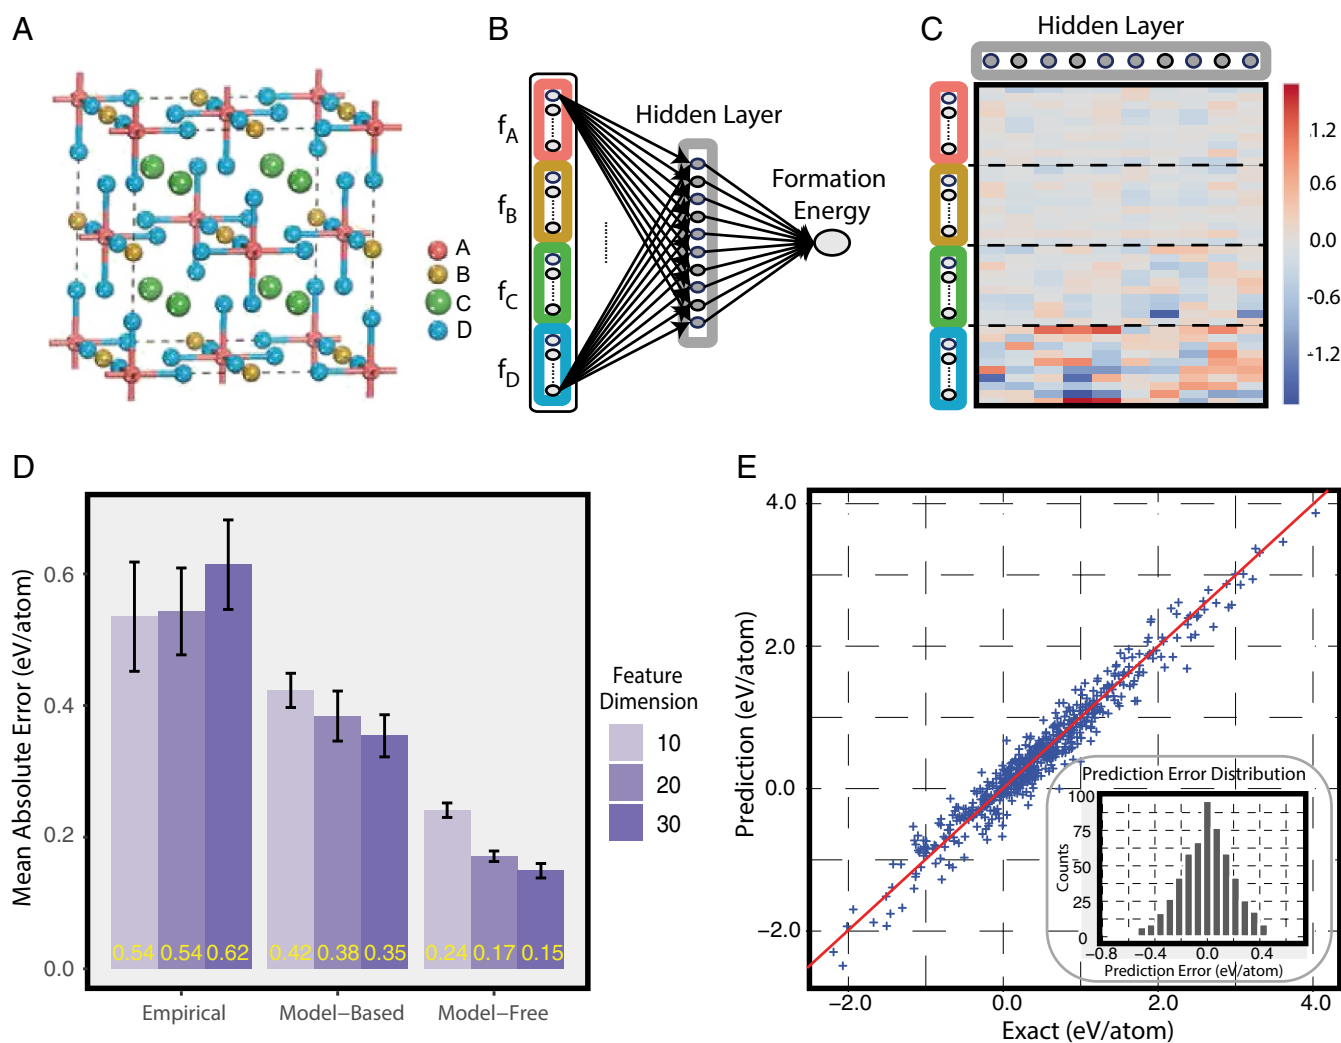 A
A
B
C
D
B
f_A
f_B
f_C
f_D
Hidden Layer
Formation
Energy
C
Hidden Layer
1.2
0.6
0.0
-0.6
-1.2
D
Mean Absolute Error (eV/atom)
0.6
0.4
0.2
0.0
0.54 0.54 0.62 0.42 0.38 0.35 0.24 0.17 0.15
Empirical Model−Based Model−Free
Feature
Dimension
10
20
30
E
Prediction (eV/atom)
4.0
2.0
0.0
−2.0
−2.0 0.0 2.0 4.0
Exact (eV/atom)
Prediction Error Distribution
Counts
100
75
50
25
0
−0.8 −0.4 0.0 0.4
Prediction Error (eV/atom)